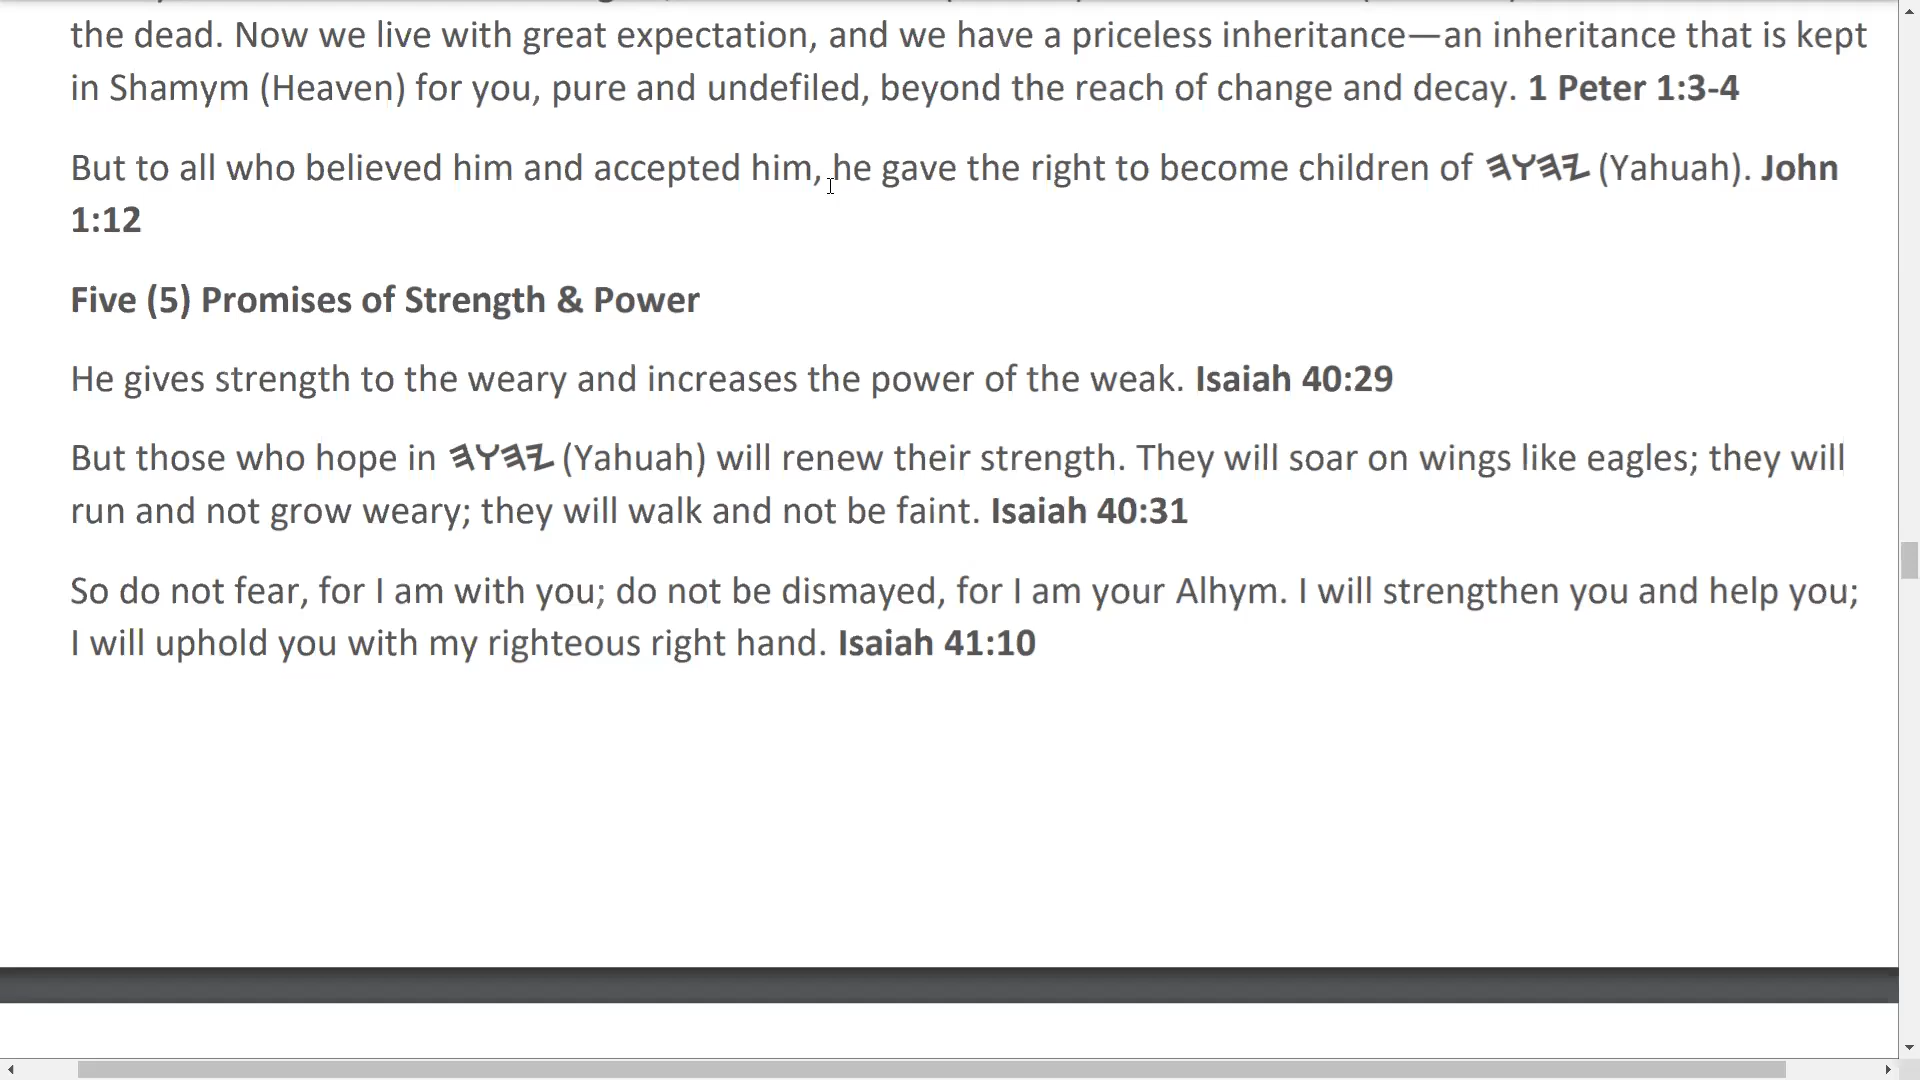 the dead. Now we live with great expectation, and we have a priceless inheritance—an inheritance that is kept
in Shamym (Heaven) for you, pure and undefiled, beyond the reach of change and decay. 1 Peter 1:3-4
But to all who believed him and accepted him, he gave the right to become children of 𐤉𐤄𐤅𐤄 (Yahuah). John
1:12
Five (5) Promises of Strength & Power
He gives strength to the weary and increases the power of the weak. Isaiah 40:29
But those who hope in 𐤉𐤄𐤅𐤄 (Yahuah) will renew their strength. They will soar on wings like eagles; they will
run and not grow weary; they will walk and not be faint. Isaiah 40:31
So do not fear, for I am with you; do not be dismayed, for I am your Alhym. I will strengthen you and help you;
I will uphold you with my righteous right hand. Isaiah 41:10